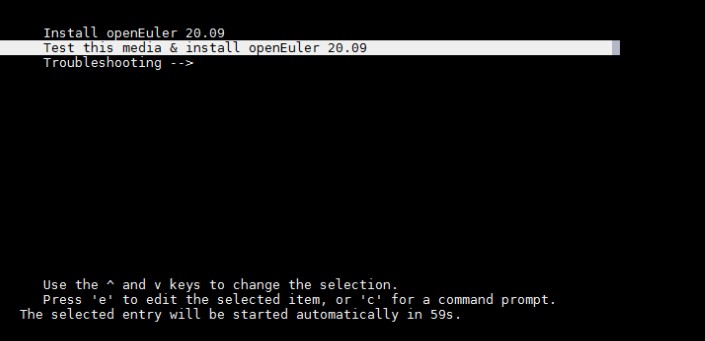 Install openEuler 20.09
Test this media & install openEuler 20.09
Troubleshooting -->
Use the ^ and v keys to change the selection.
Press 'e' to edit the selected item, or 'c' for a command prompt.
The selected entry will be started automatically in 59s.